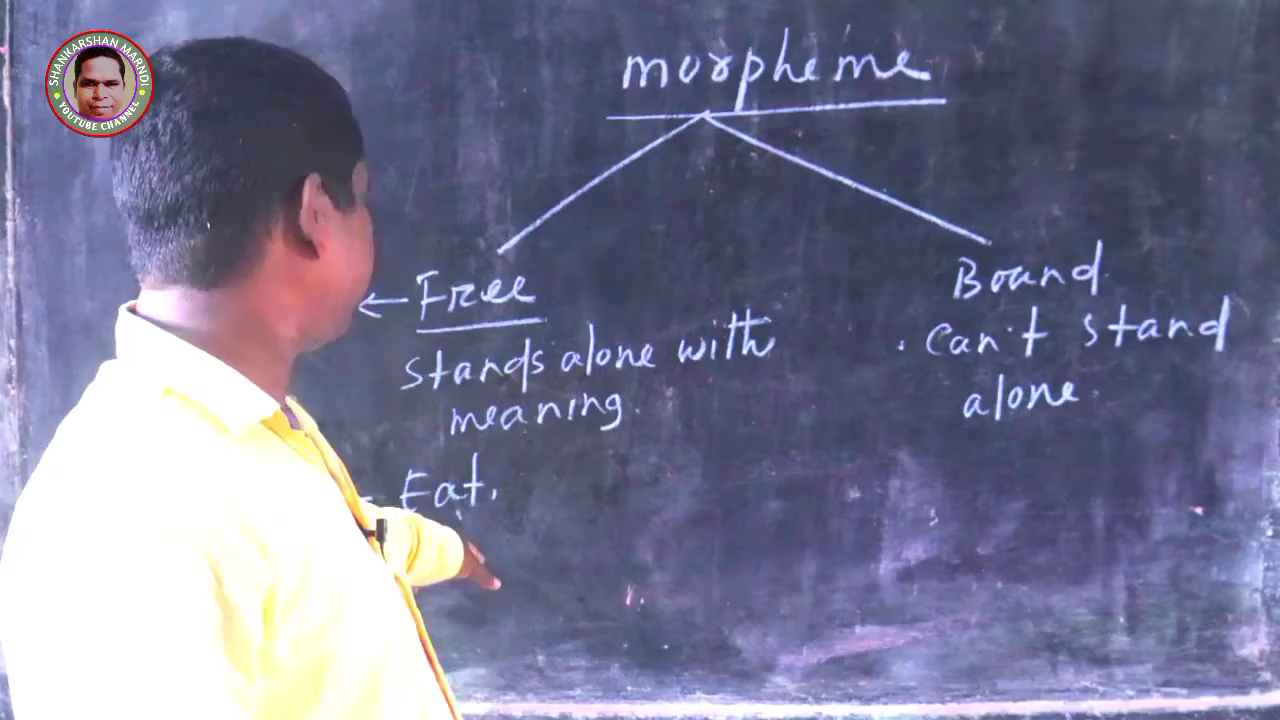 SHANKARSHAN MARNDI
YOUTUBE CHANNEL
morpheme
Free
stands alone with
meaning.
Eat.
Bound
. Can't stand
alone.